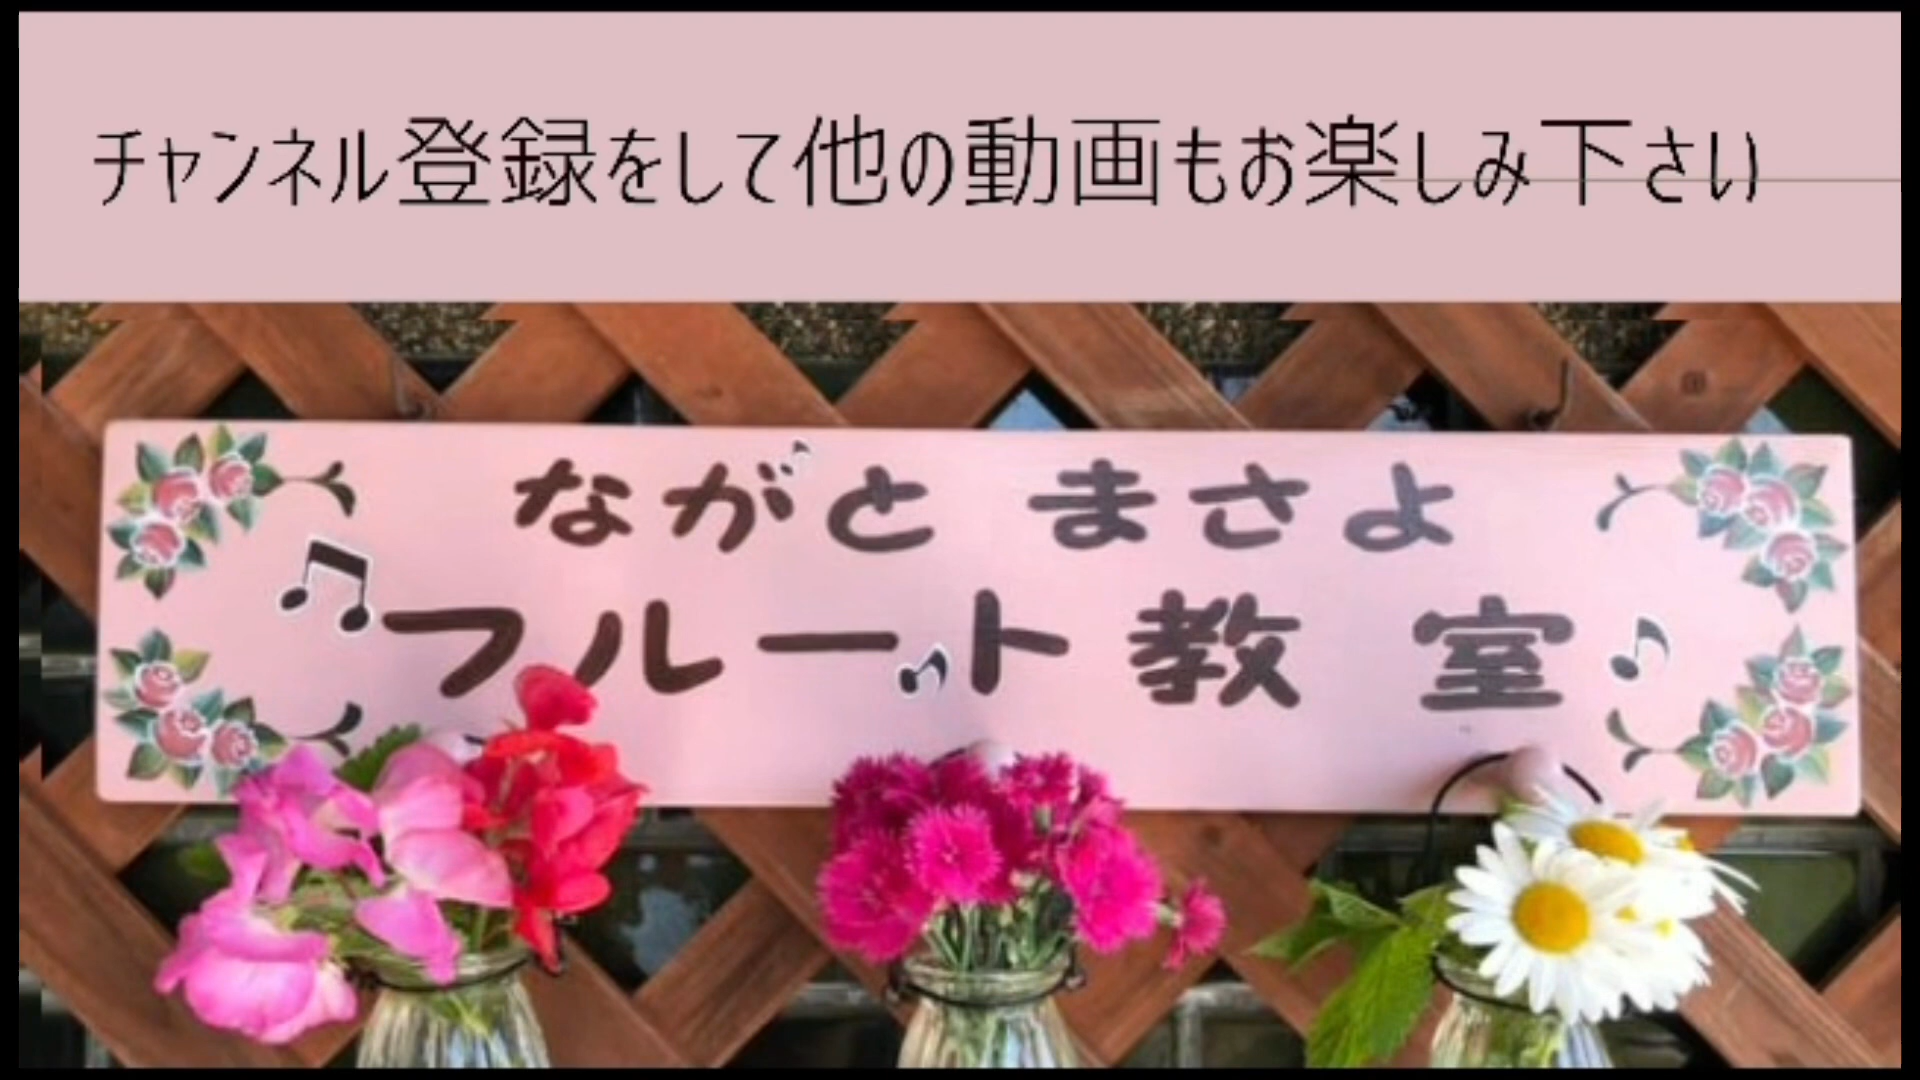 チャンネル登録をして他の動画もお楽しみ下さい
ながと まさよ
フルート教室